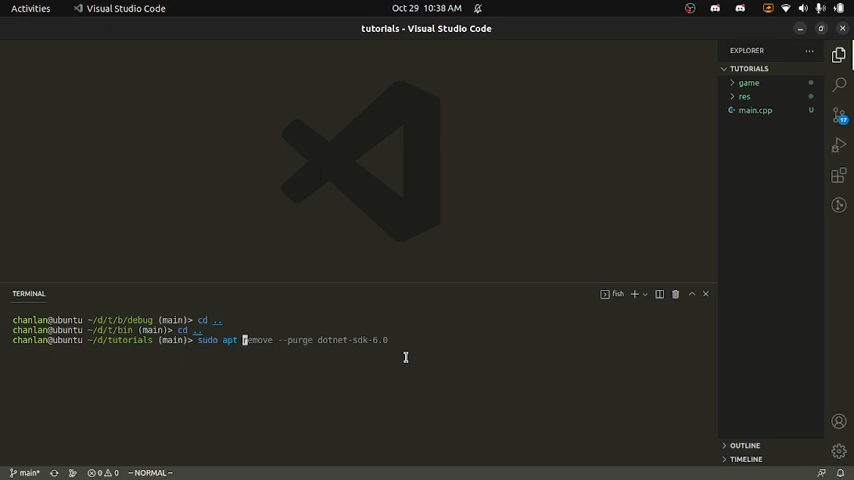 Activities
Visual Studio Code
Oct 29 10:38 AM
tutorials - Visual Studio Code
EXPLORER
TUTORIALS
game
res
main.cpp U
17
TERMINAL
fish
chanlan@ubuntu ~/d/t/b/debug (main)> cd ..
chanlan@ubuntu ~/d/t/bin (main)> cd ..
chanlan@ubuntu ~/d/tutorials (main)> sudo apt remove --purge dotnet-sdk-6.0
OUTLINE
TIMELINE
main* 0 0 --NORMAL--